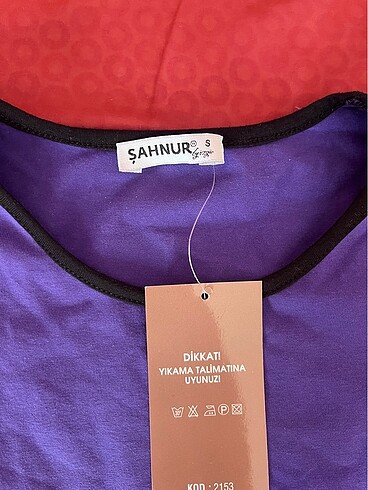 ŞAHNUR® S
DİKKAT!
YIKAMA TALİMATINA
UYUNUZ!
KOD : 2153